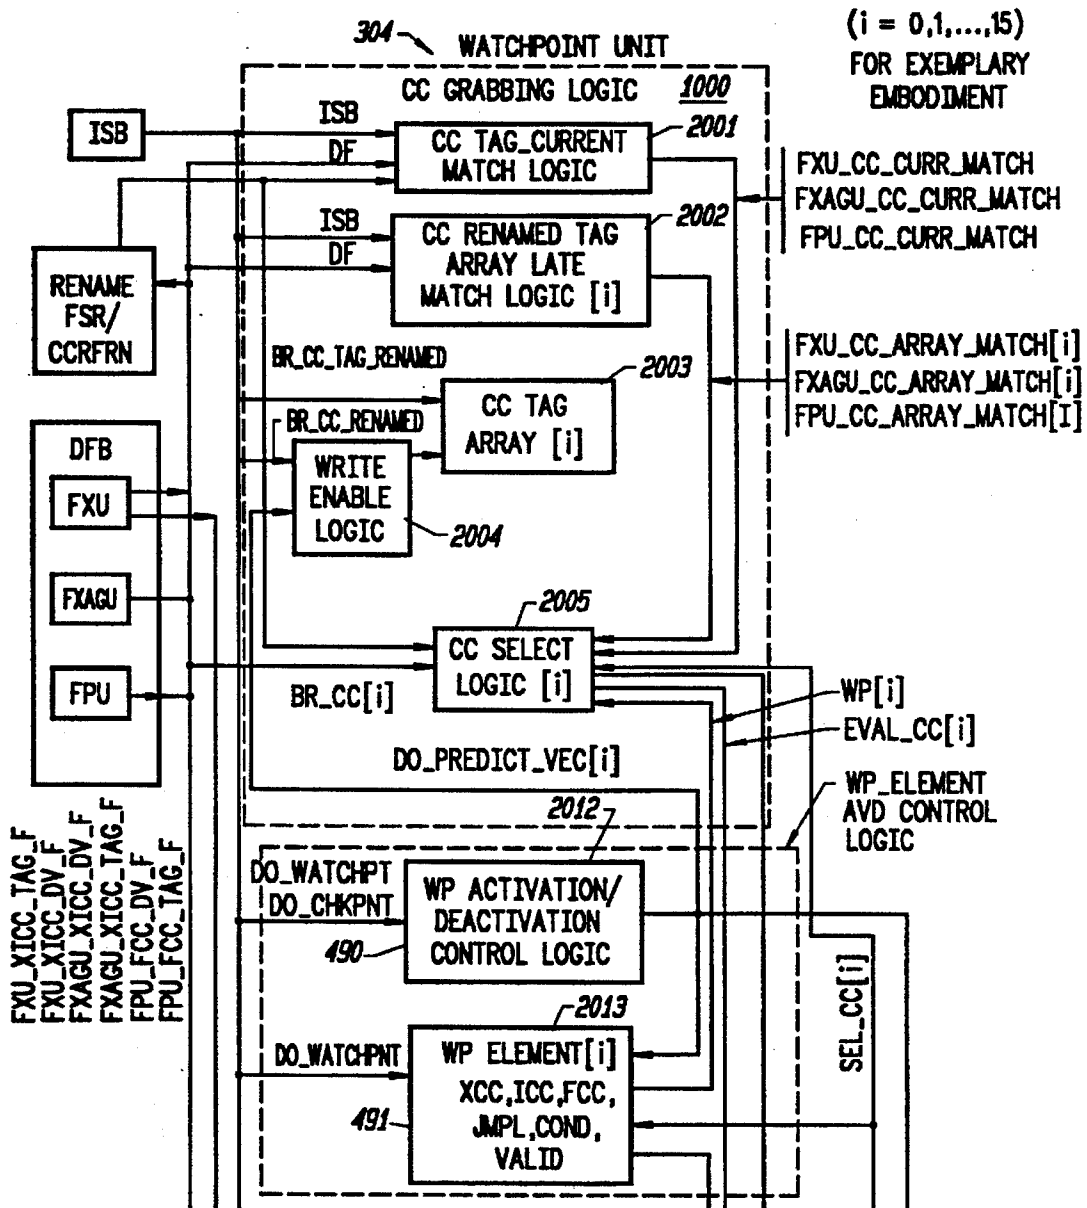 (i = 0,1,...,15)
FOR EXEMPLARY
EMBODIMENT
304
WATCHPOINT UNIT
CC GRABBING LOGIC
1000
ISB
ISB
DF
CC TAG_CURRENT
MATCH LOGIC
2001
FXU_CC_CURR_MATCH
FXAGU_CC_CURR_MATCH
FPU_CC_CURR_MATCH
ISB
DF
CC RENAMED TAG
ARRAY LATE
MATCH LOGIC [i]
2002
RENAME
FSR/
CCRFRN
FXU_CC_ARRAY_MATCH[i]
FXAGU_CC_ARRAY_MATCH[i]
FPU_CC_ARRAY_MATCH[I]
BR_CC_TAG_RENAMED
2003
CC TAG
ARRAY [i]
BR_CC_RENAMED
WRITE
ENABLE
LOGIC
2004
DFB
FXU
FXAGU
FPU
2005
CC SELECT
LOGIC [i]
BR_CC[i]
WP[i]
EVAL_CC[i]
DO_PREDICT_VEC[i]
WP_ELEMENT
AVD CONTROL
LOGIC
FXU_XICC_TAG_F
FXU_XICC_DV_F
FXAGU_XICC_DV_F
FXAGU_XICC_TAG_F
FPU_FCC_DV_F
FPU_FCC_TAG_F
2012
DO_WATCHPT
DO_CHKPNT
490
WP ACTIVATION/
DEACTIVATION
CONTROL LOGIC
SEL_CC[i]
2013
DO_WATCHPNT
491
WP ELEMENT[i]
XCC,ICC,FCC,
JMPL,COND,
VALID